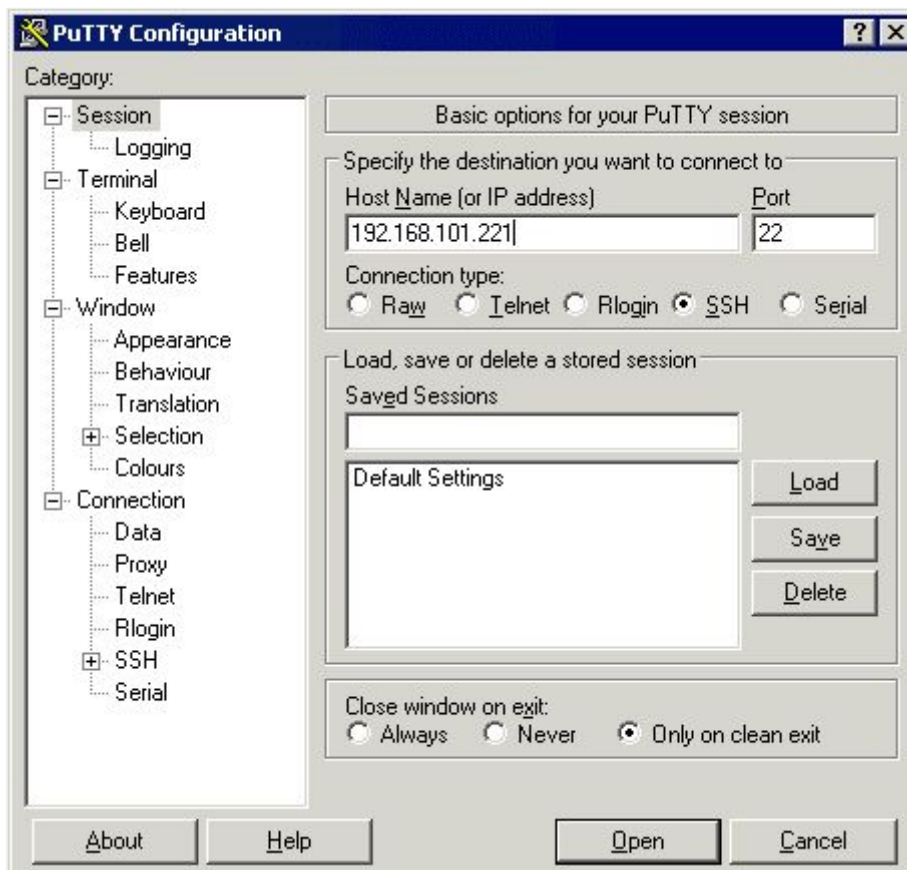 PuTTY Configuration
Category:
Session
Logging
Terminal
Keyboard
Bell
Features
Window
Appearance
Behaviour
Translation
Selection
Colours
Connection
Data
Proxy
Telnet
Rlogin
SSH
Serial
Basic options for your PuTTY session
Specify the destination you want to connect to
Host Name (or IP address) Port
192.168.101.221 22
Connection type:
Raw Telnet Rlogin SSH Serial
Load, save or delete a stored session
Saved Sessions
Default Settings
Load
Save
Delete
Close window on exit:
Always Never Only on clean exit
About Help Open Cancel